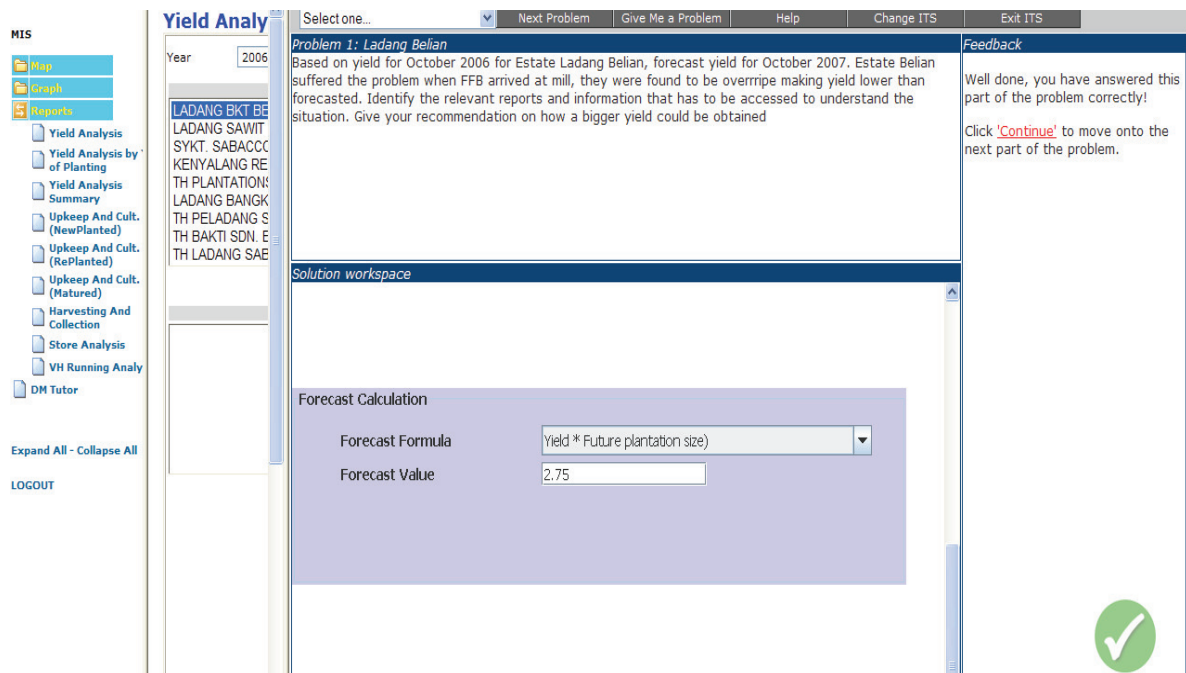 MIS
Map
Graph
Reports
Yield Analysis
Yield Analysis by
of Planting
Yield Analysis
Summary
Upkeep And Cult.
(NewPlanted)
Upkeep And Cult.
(RePlanted)
Upkeep And Cult.
(Matured)
Harvesting And
Collection
Store Analysis
VH Running Analy
DM Tutor
Expand All - Collapse All
LOGOUT
Yield Analy
Year 2006
LADANG BKT BE
LADANG SAWIT
SYKT. SABACCO
KENYALANG RE
TH PLANTATIONS
LADANG BANGK
TH PELADANG S
TH BAKTI SDN. B
TH LADANG SAB
Select one... Next Problem Give Me a Problem Help Change ITS Exit ITS
Problem 1: Ladang Belian
Based on yield for October 2006 for Estate Ladang Belian, forecast yield for October 2007. Estate Belian
suffered the problem when FFB arrived at mill, they were found to be overrripe making yield lower than
forecasted. Identify the relevant reports and information that has to be accessed to understand the
situation. Give your recommendation on how a bigger yield could be obtained
Solution workspace
Forecast Calculation
Forecast Formula Yield * Future plantation size)
Forecast Value 2.75
Feedback
Well done, you have answered this
part of the problem correctly!
Click 'Continue' to move onto the
next part of the problem.